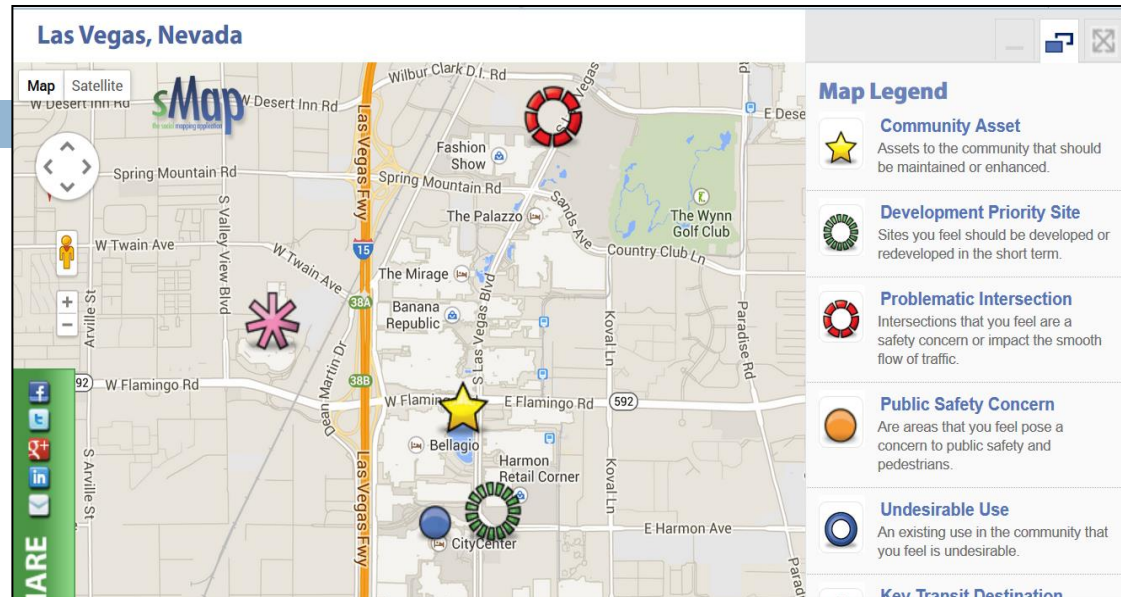 Las Vegas, Nevada
Map
Satellite
sMap
W Desert Inn Rd
W Desert Inn Rd
Wilbur Clark D.I. Rd
E Dese
Fashion
Show
Las Vegas Fwy
Spring Mountain Rd
Spring Mountain Rd
Sands Ave
The Palazzo
The Wynn
Golf Club
S Valley View Blvd
W Twain Ave
W Twain Ave
15
Country Club Ln
The Mirage
38A
Banana
Republic
S Las Vegas Blvd
Koval Ln
Paradise Rd
Arville St
Dean Martin Dr
38B
92
W Flamingo Rd
W Flamin
E Flamingo Rd
592
Bellagio
Harmon
Retail Corner
S Arville St
Las Vegas Fwy
Koval Ln
E Harmon Ave
CityCenter
Parad
HARE
Map Legend
Community Asset
Assets to the community that should
be maintained or enhanced.
Development Priority Site
Sites you feel should be developed or
redeveloped in the short term.
Problematic Intersection
Intersections that you feel are a
safety concern or impact the smooth
flow of traffic.
Public Safety Concern
Are areas that you feel pose a
concern to public safety and
pedestrians.
Undesirable Use
An existing use in the community that
you feel is undesirable.
Key Transit Destination